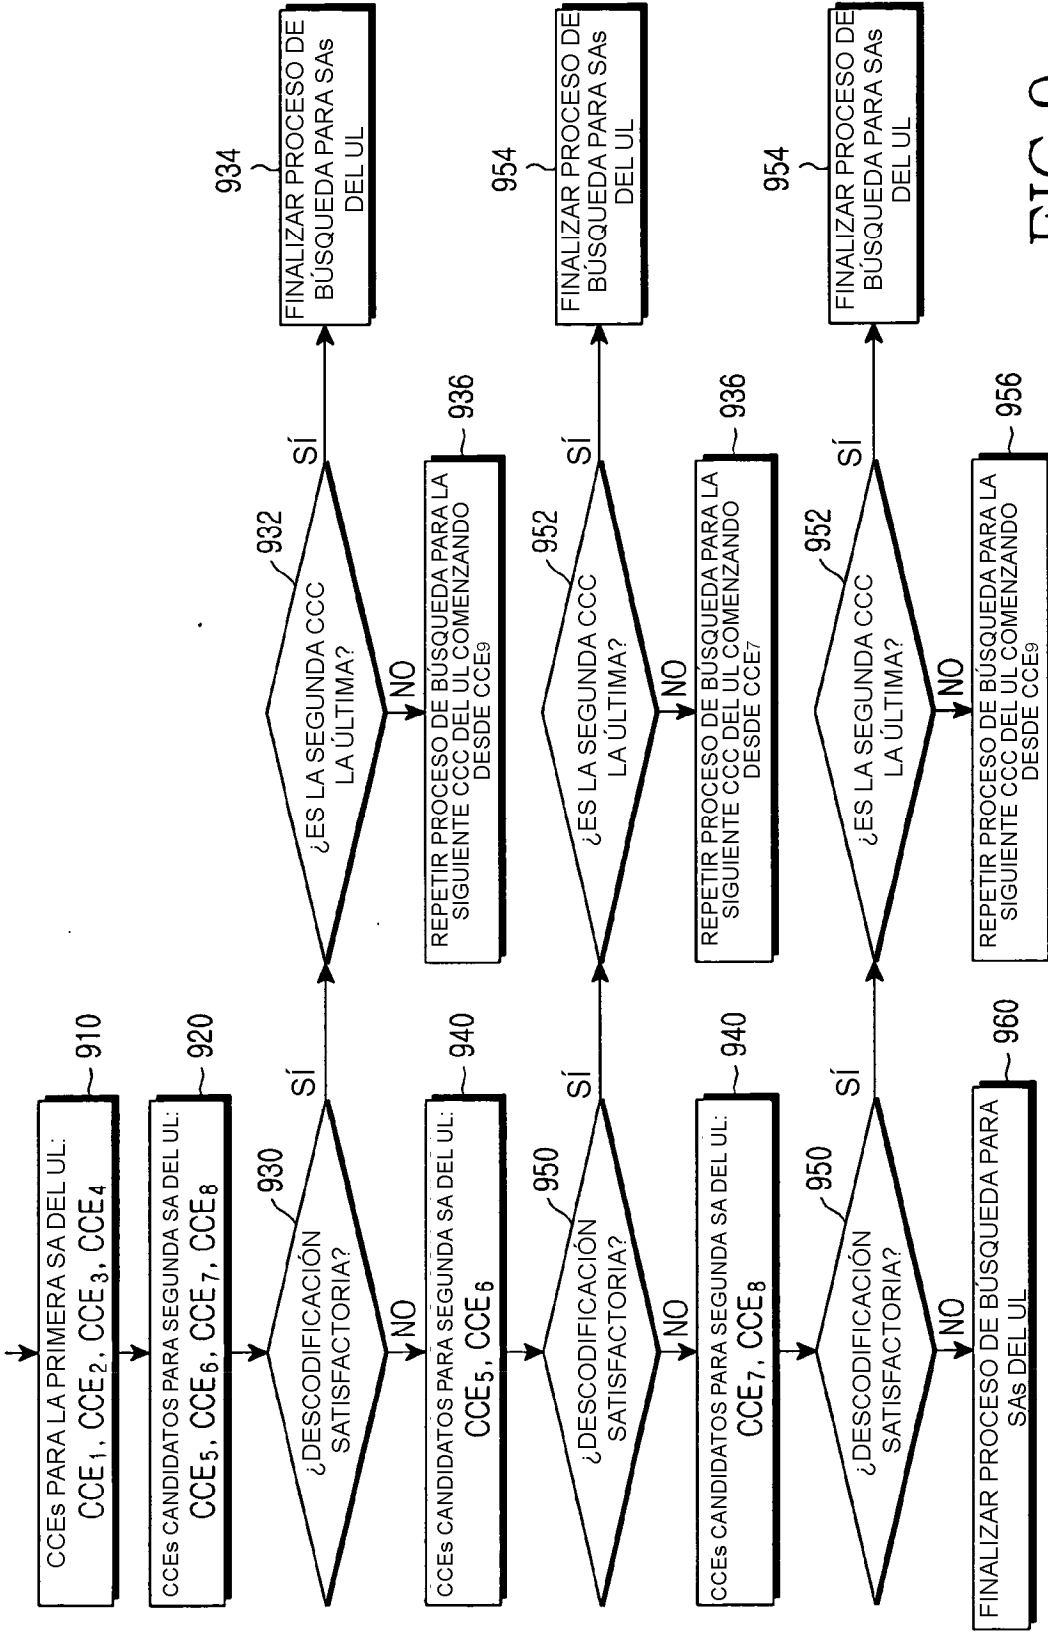 910
CCEs PARA LA PRIMERA SA DEL UL:
CCE1, CCE2, CCE3, CCE4
920
CCEs CANDIDATOS PARA SEGUNDA SA DEL UL:
CCE5, CCE6, CCE7, CCE8
930
¿DESCODIFICACIÓN
SATISFACTORIA?
SÍ
NO
932
¿ES LA SEGUNDA CCC
LA ÚLTIMA?
SÍ
NO
934
FINALIZAR PROCESO DE
BÚSQUEDA PARA SAs
DEL UL
936
REPETIR PROCESO DE BÚSQUEDA PARA LA
SIGUIENTE CCC DEL UL COMENZANDO
DESDE CCE9
940
CCEs CANDIDATOS PARA SEGUNDA SA DEL UL:
CCE5, CCE6
950
¿DESCODIFICACIÓN
SATISFACTORIA?
SÍ
NO
952
¿ES LA SEGUNDA CCC
LA ÚLTIMA?
SÍ
NO
954
FINALIZAR PROCESO DE
BÚSQUEDA PARA SAs
DEL UL
936
REPETIR PROCESO DE BÚSQUEDA PARA LA
SIGUIENTE CCC DEL UL COMENZANDO
DESDE CCE7
940
CCEs CANDIDATOS PARA SEGUNDA SA DEL UL:
CCE7, CCE8
950
¿DESCODIFICACIÓN
SATISFACTORIA?
SÍ
NO
952
¿ES LA SEGUNDA CCC
LA ÚLTIMA?
SÍ
NO
954
FINALIZAR PROCESO DE
BÚSQUEDA PARA SAs
DEL UL
956
REPETIR PROCESO DE BÚSQUEDA PARA LA
SIGUIENTE CCC DEL UL COMENZANDO
DESDE CCE9
960
FINALIZAR PROCESO DE BÚSQUEDA PARA
SAs DEL UL